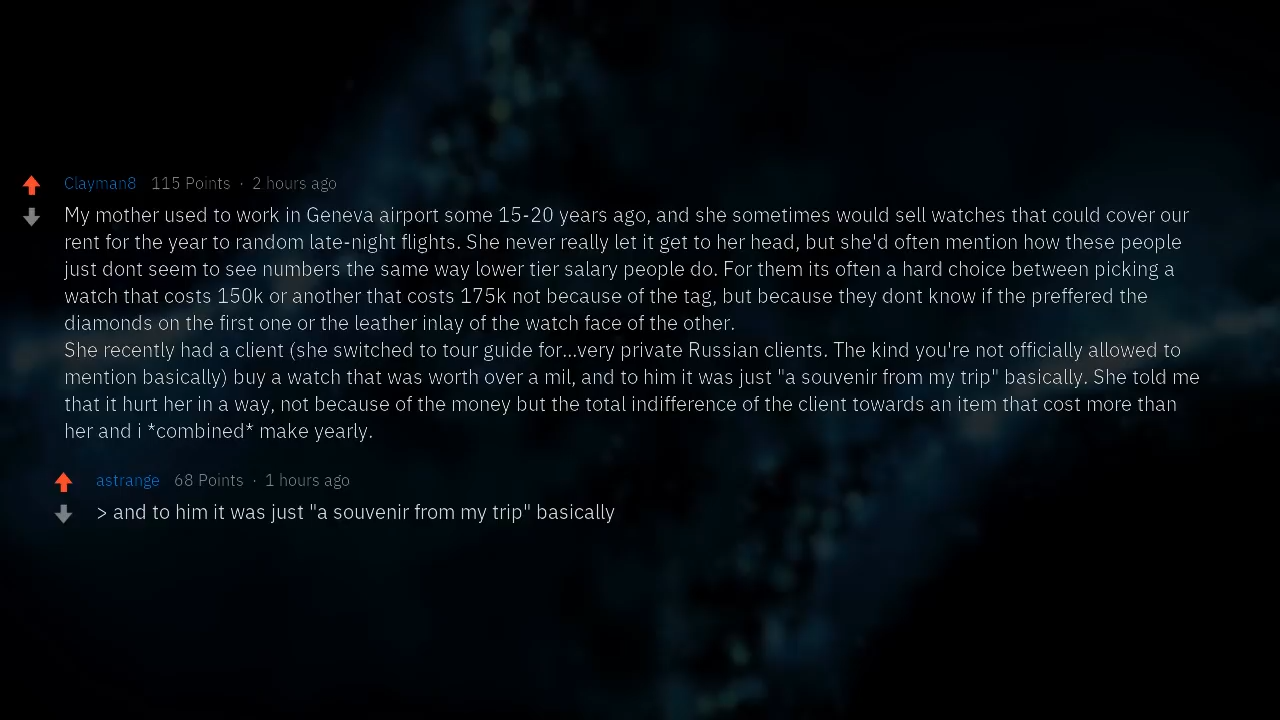 Clayman8 115 Points · 2 hours ago
My mother used to work in Geneva airport some 15-20 years ago, and she sometimes would sell watches that could cover our
rent for the year to random late-night flights. She never really let it get to her head, but she'd often mention how these people
just dont seem to see numbers the same way lower tier salary people do. For them its often a hard choice between picking a
watch that costs 150k or another that costs 175k not because of the tag, but because they dont know if the preffered the
diamonds on the first one or the leather inlay of the watch face of the other.
She recently had a client (she switched to tour guide for...very private Russian clients. The kind you're not officially allowed to
mention basically) buy a watch that was worth over a mil, and to him it was just "a souvenir from my trip" basically. She told me
that it hurt her in a way, not because of the money but the total indifference of the client towards an item that cost more than
her and i *combined* make yearly.
astrange 68 Points · 1 hours ago
> and to him it was just "a souvenir from my trip" basically